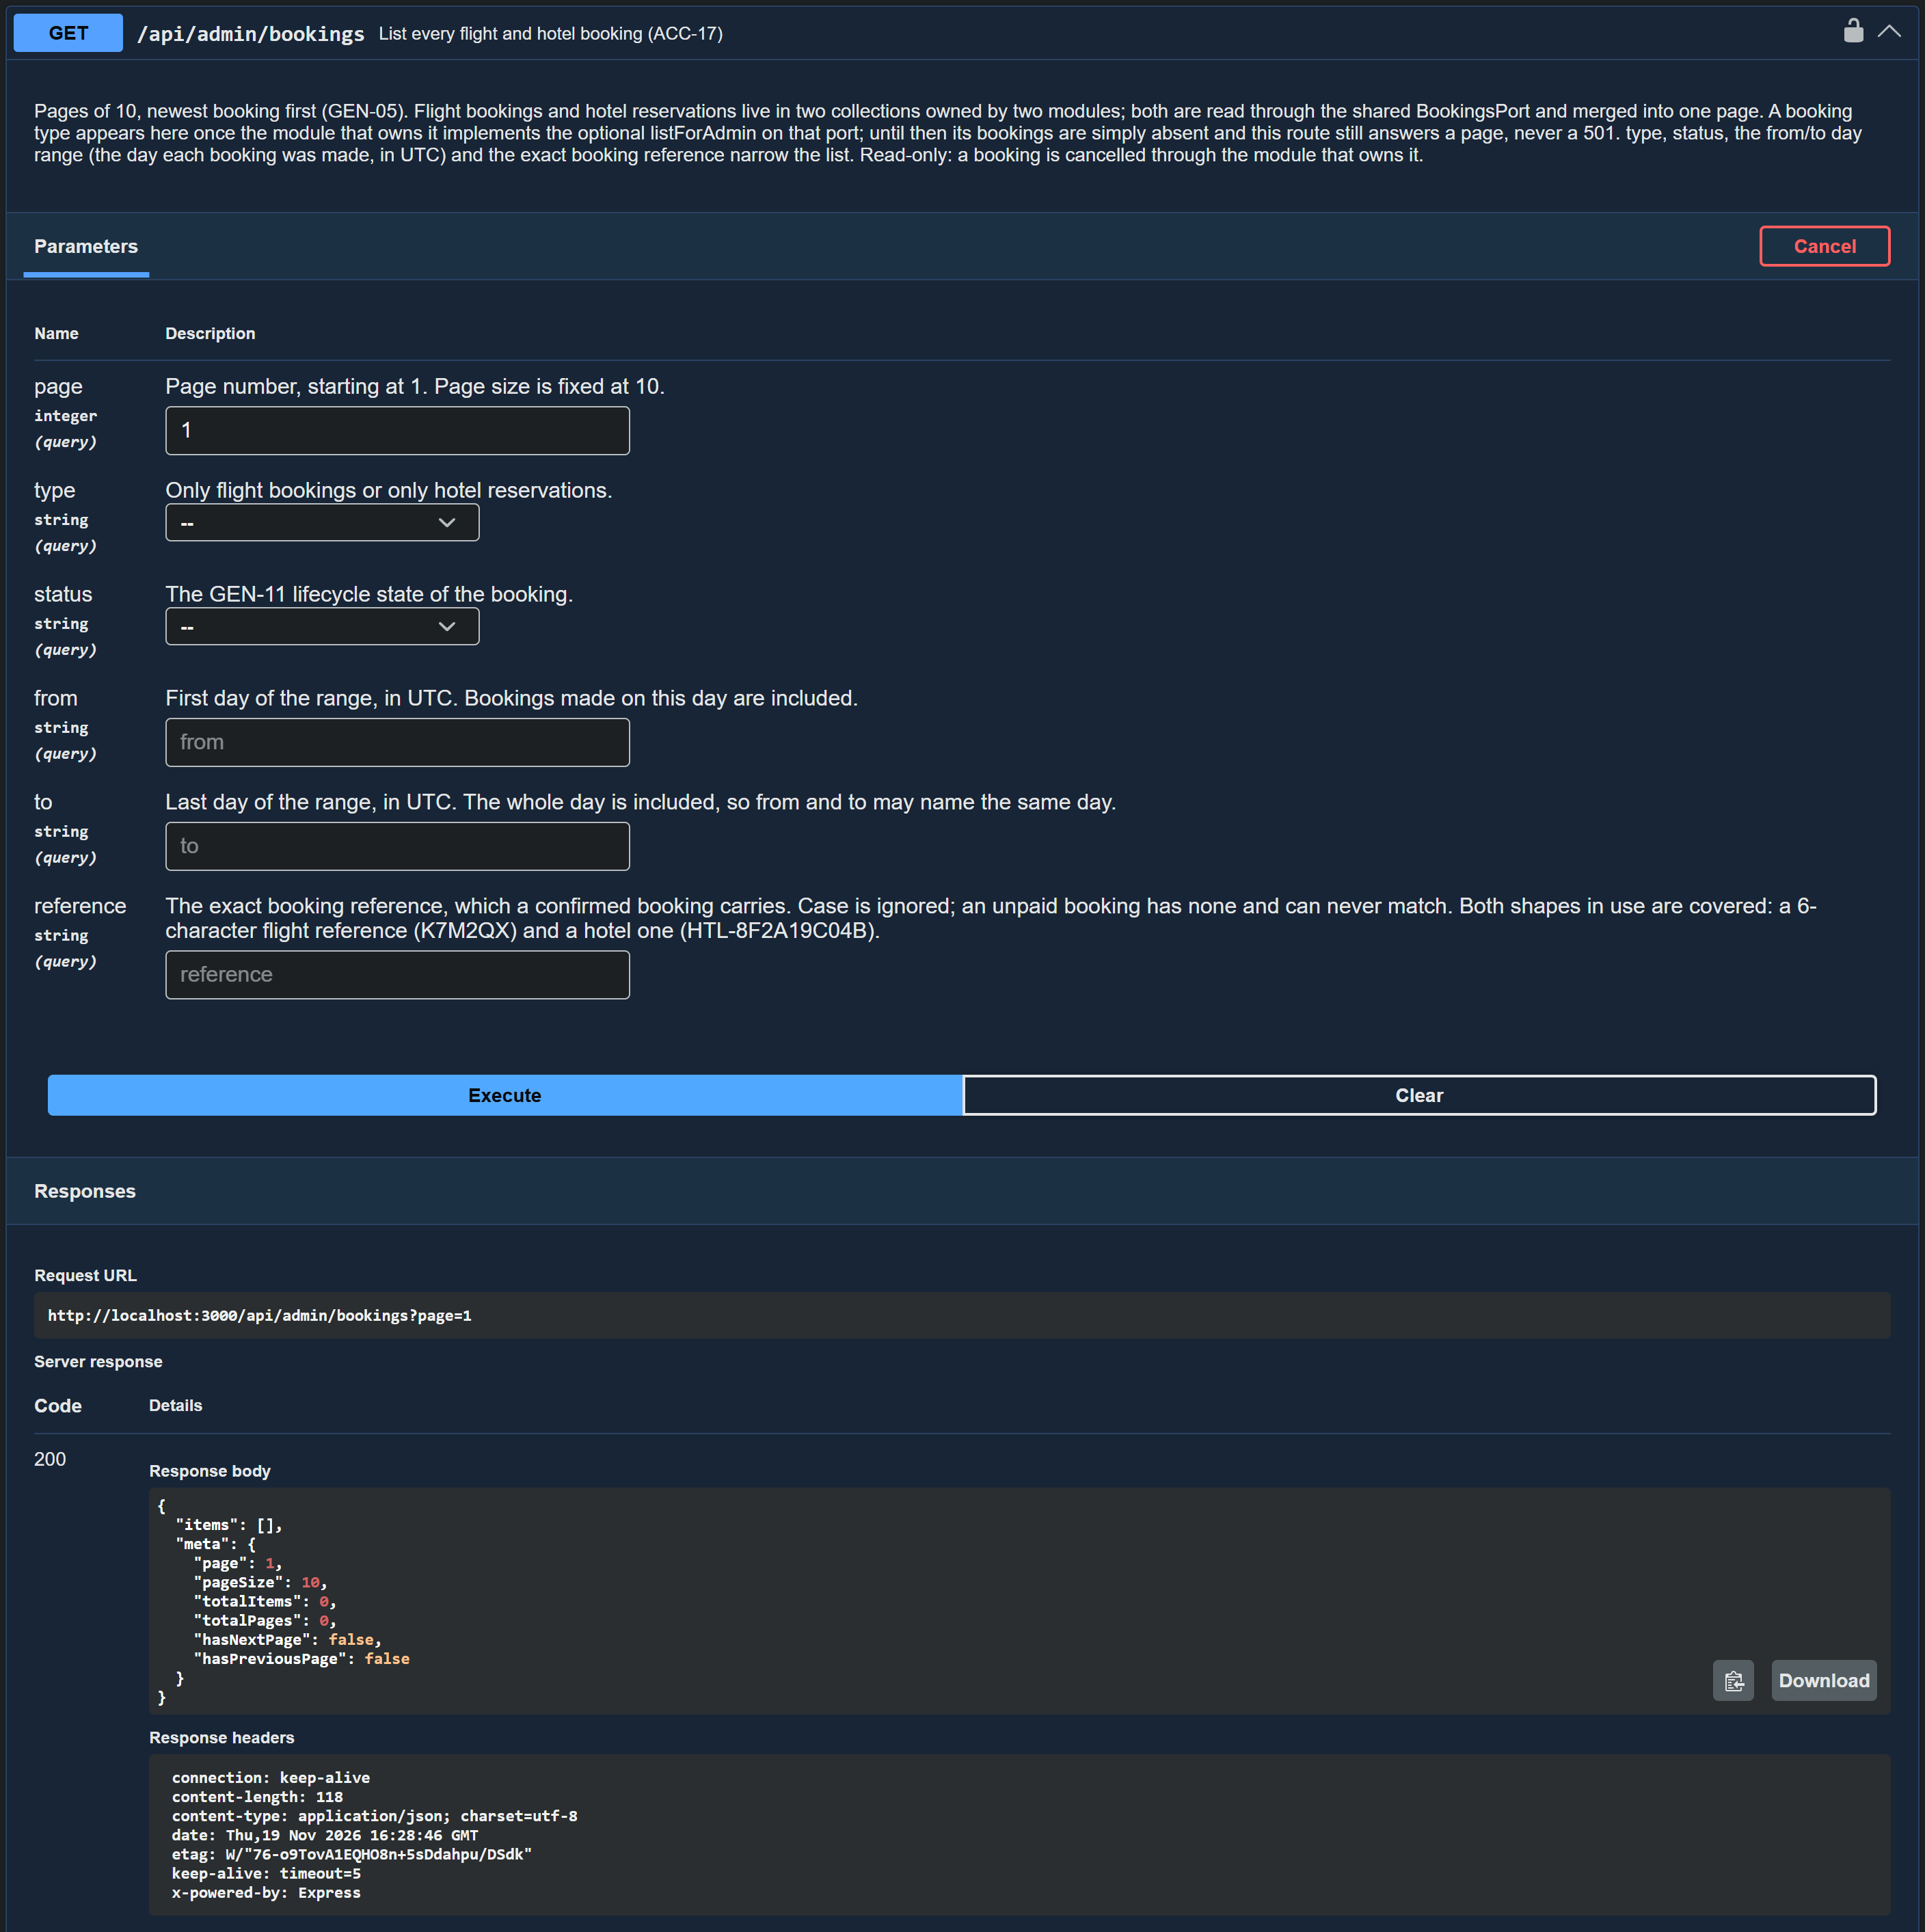 GET /api/admin/bookings List every flight and hotel booking (ACC-17)
Pages of 10, newest booking first (GEN-05). Flight bookings and hotel reservations live in two collections owned by two modules; both are read through the shared BookingsPort and merged into one page. A booking
type appears here once the module that owns it implements the optional listForAdmin on that port; until then its bookings are simply absent and this route still answers a page, never a 501. type, status, the from/to day
range (the day each booking was made, in UTC) and the exact booking reference narrow the list. Read-only: a booking is cancelled through the module that owns it.
Parameters
Cancel
Name Description
page
integer
(query)
Page number, starting at 1. Page size is fixed at 10.
1
type
string
(query)
Only flight bookings or only hotel reservations.
--
status
string
(query)
The GEN-11 lifecycle state of the booking.
--
from
string
(query)
First day of the range, in UTC. Bookings made on this day are included.
from
to
string
(query)
Last day of the range, in UTC. The whole day is included, so from and to may name the same day.
to
reference
string
(query)
The exact booking reference, which a confirmed booking carries. Case is ignored; an unpaid booking has none and can never match. Both shapes in use are covered: a 6-
character flight reference (K7M2QX) and a hotel one (HTL-8F2A19C04B).
reference
Execute
Clear
Responses
Request URL
http://localhost:3000/api/admin/bookings?page=1
Server response
Code Details
200
Response body
{
  "items": [],
  "meta": {
    "page": 1,
    "pageSize": 10,
    "totalItems": 0,
    "totalPages": 0,
    "hasNextPage": false,
    "hasPreviousPage": false
  }
}
Download
Response headers
connection: keep-alive
content-length: 118
content-type: application/json; charset=utf-8
date: Thu,19 Nov 2026 16:28:46 GMT
etag: W/"76-o9TovA1EQHO8n+5sDdahpu/DSdk"
keep-alive: timeout=5
x-powered-by: Express